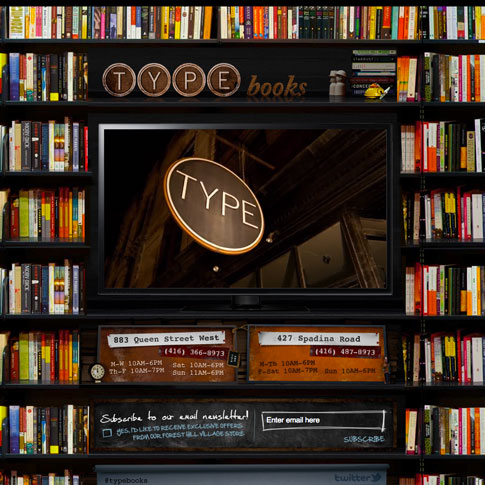 TYPE books
TYPE
883 Queen Street West
(416) 366-8973
M-W 10AM-6PM Sat 10AM-6PM
Th-F 10AM-7PM Sun 11AM-6PM
427 Spadina Road
(416) 487-8973
M-Th 10AM-6PM
F-Sat 10AM-7PM Sun 11AM-6PM
Subscribe to our email newsletter!
YES, I'D LIKE TO RECEIVE EXCLUSIVE OFFERS
FROM OUR FOREST HILL VILLAGE STORE
Enter email here
SUBSCRIBE
#typebooks
twitter